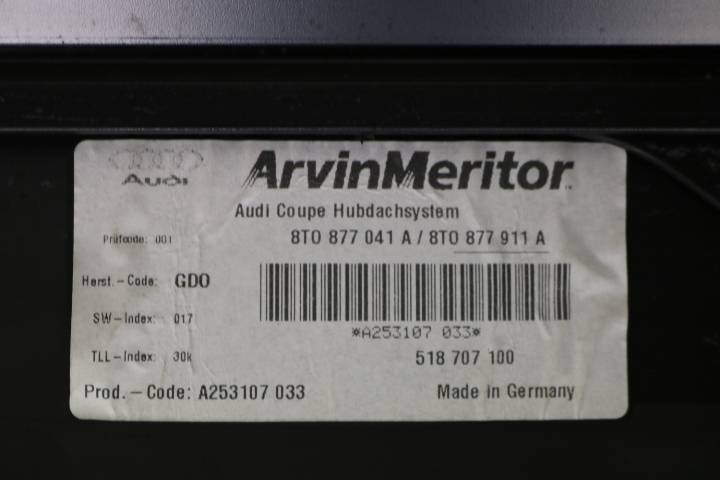 Audi
ArvinMeritor
Audi Coupe Hubdachsystem
Prüfcode: 001
8T0 877 041 A / 8T0 877 911 A
Herst.-Code: GDO
SW-Index: 017
*A253107 033*
TLL-Index: 30k
518 707 100
Prod.-Code: A253107 033
Made in Germany